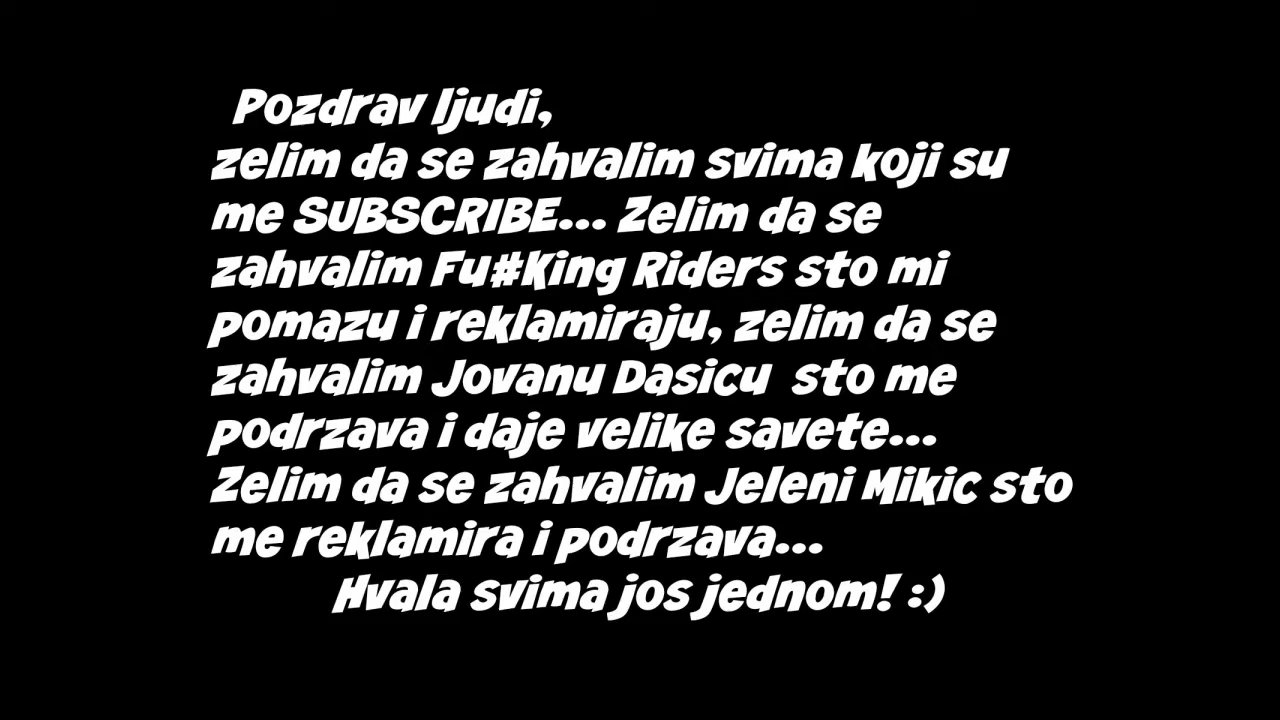 Pozdrav ljudi,
zelim da se zahvalim svima koji su
me SUBSCRIBE... Zelim da se
zahvalim Fu#King Riders sto mi
pomazu i reklamiraju, zelim da se
zahvalim Jovanu Dasicu sto me
podrzava i daje velike savete...
Zelim da se zahvalim Jeleni Mikic sto
me reklamira i podrzava...
Hvala svima jos jednom! :)